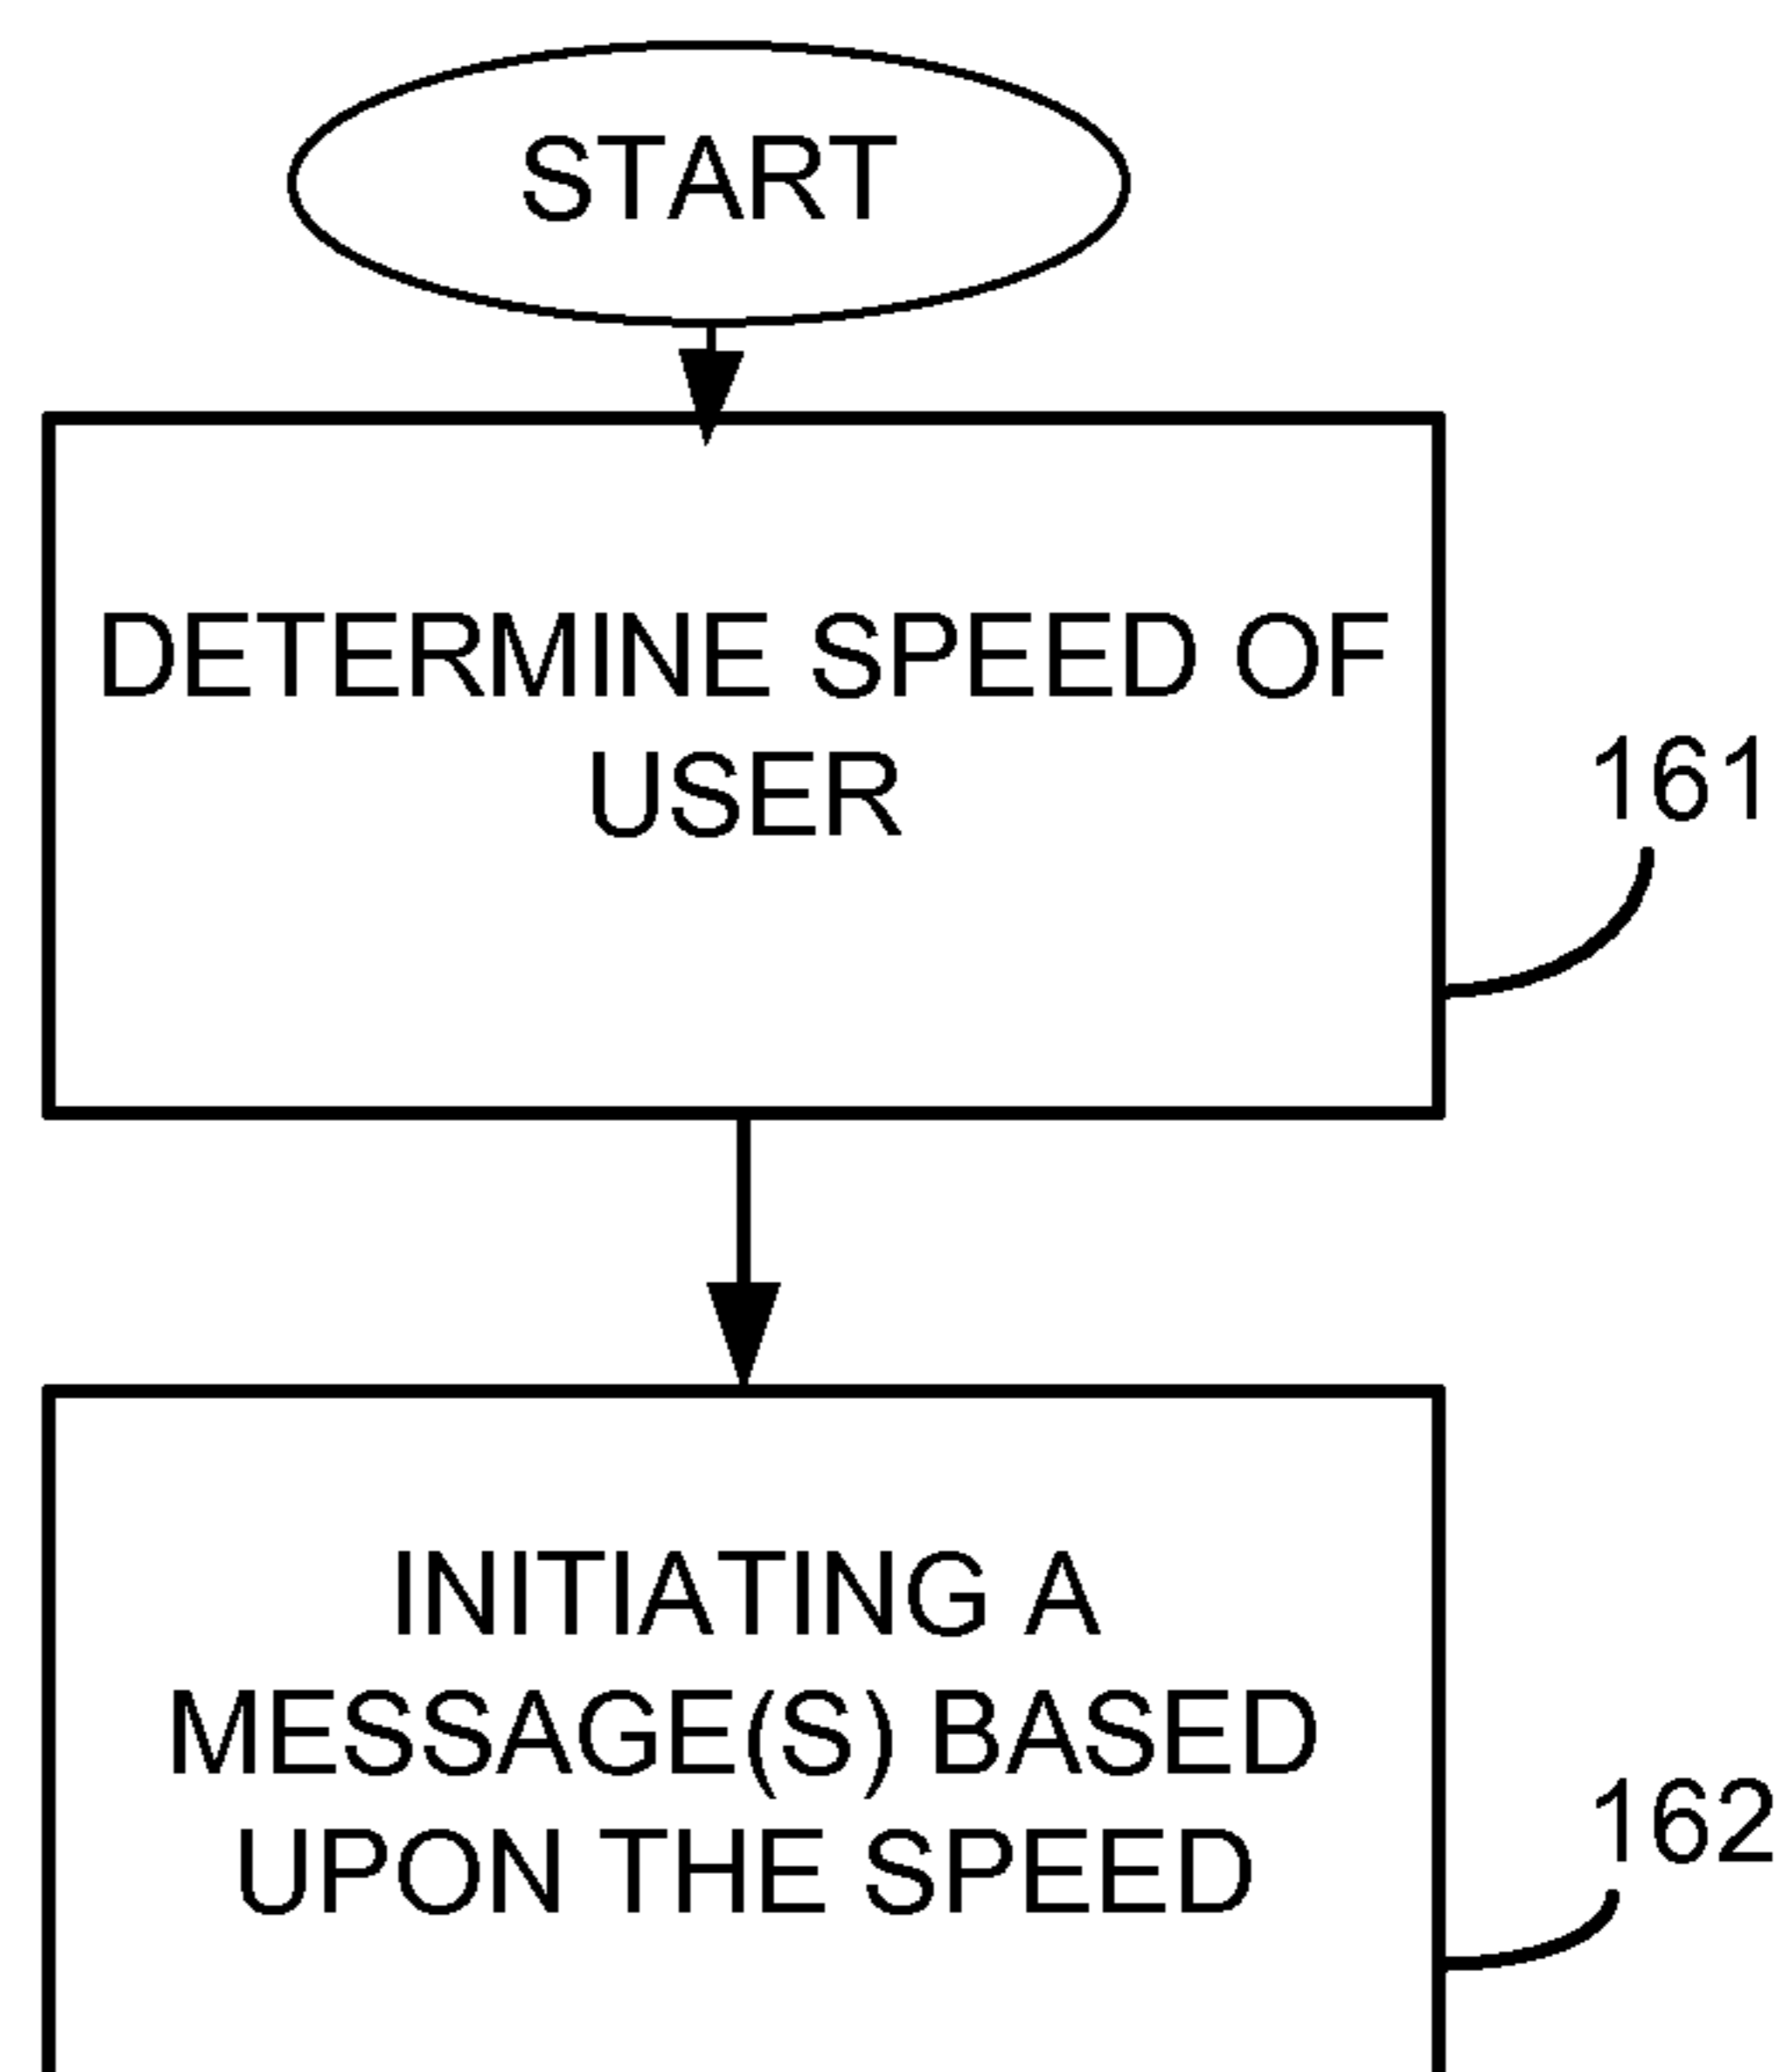 START
DETERMINE SPEED OF
USER
161
INITIATING A
MESSAGE(S) BASED
UPON THE SPEED
162